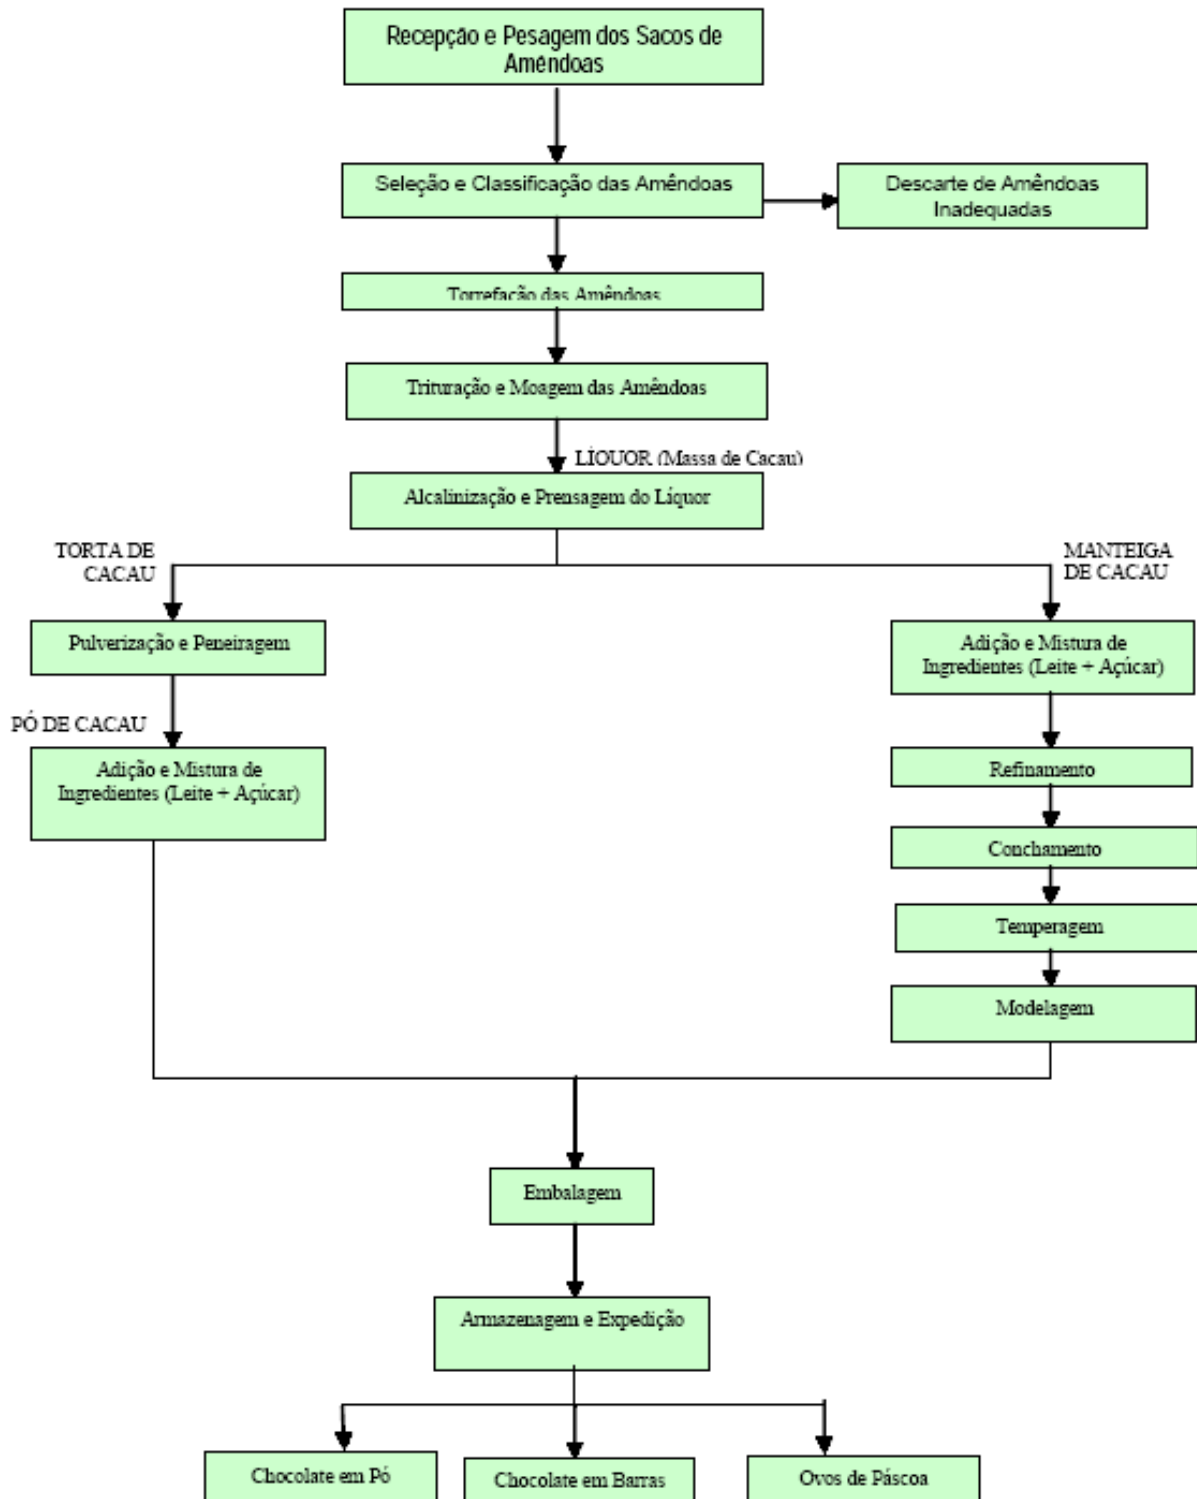 Recepção e Pesagem dos Sacos de
Amêndoas
Seleção e Classificação das Amêndoas
Descarte de Amêndoas
Inadequadas
Torrefação das Amêndoas
Trituração e Moagem das Amêndoas
LÍQUOR (Massa de Cacau)
Alcalinização e Prensagem do Líquor
TORTA DE
CACAU
MANTEIGA
DE CACAU
Pulverização e Peneiragem
Adição e Mistura de
Ingredientes (Leite + Açúcar)
PÓ DE CACAU
Adição e Mistura de
Ingredientes (Leite + Açúcar)
Refinamento
Conchamento
Temperagem
Modelagem
Embalagem
Armazenagem e Expedição
Chocolate em Pó
Chocolate em Barras
Ovos de Páscoa